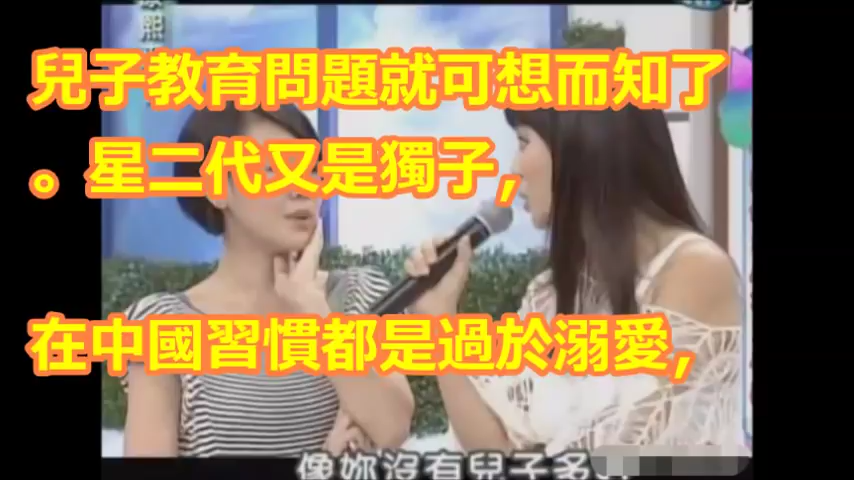 熙
兒子教育問題就可想而知了
。星二代又是獨子，
在中國習慣都是過於溺愛，
像妳沒有兒子多